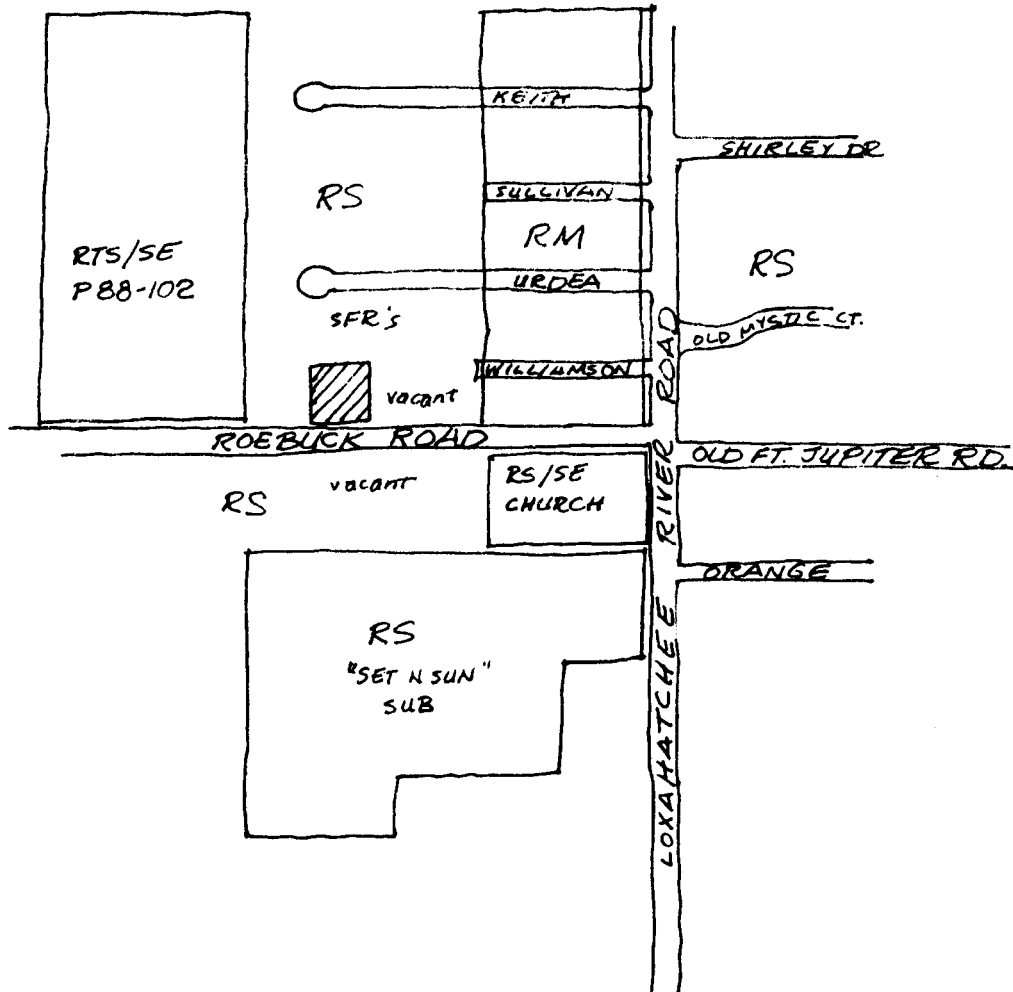 KEITH
SHIRLEY DR
RS
SULLIVAN
RM
RTS/SE
P88-102
RS
URDEA
SFR's
OLD MYSTIC CT.
WILLIAMSON
vacant
ROEBUCK ROAD
OLD FT. JUPITER RD.
RS
vacant
RS/SE
CHURCH
ORANGE
RS
"SET N SUN"
SUB
LOXAHATCHEE RIVER ROAD